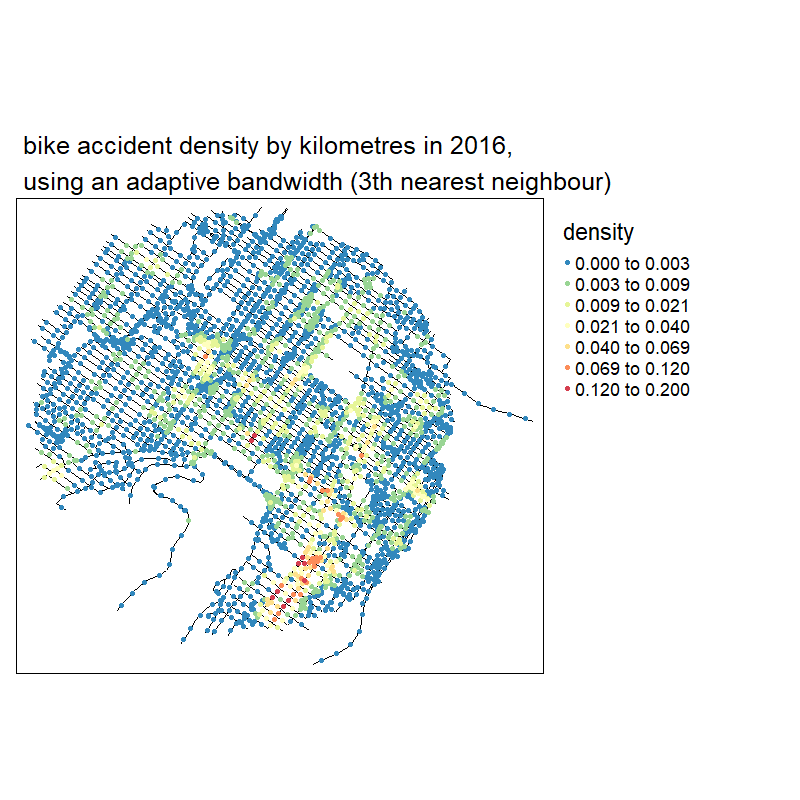 bike accident density by kilometres in 2016,
using an adaptive bandwidth (3th nearest neighbour)
density
0.000 to 0.003
0.003 to 0.009
0.009 to 0.021
0.021 to 0.040
0.040 to 0.069
0.069 to 0.120
0.120 to 0.200